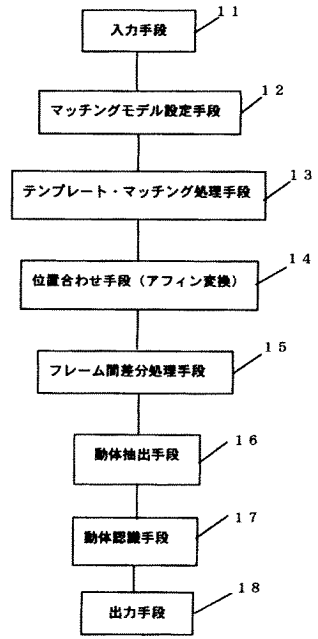 11
入力手段
12
マッチングモデル設定手段
13
テンプレート・マッチング処理手段
14
位置合わせ手段(アフィン変換)
15
フレーム間差分処理手段
16
動体抽出手段
17
動体認識手段
18
出力手段